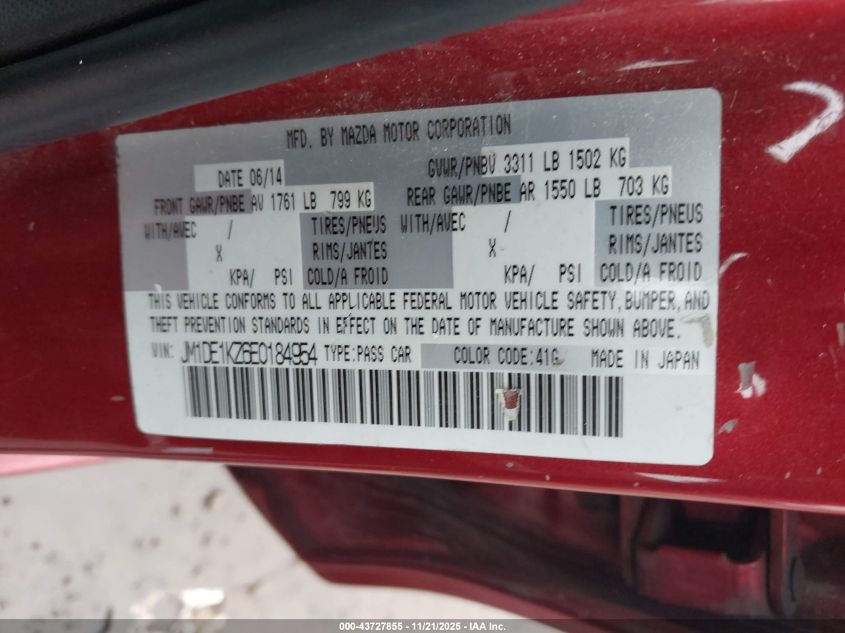 MFD. BY MAZDA MOTOR CORPORATION
DATE 06/14 GVWR/PNBV 3311 LB 1502 KG
FRONT GAWR/PNBE AV 1761 LB 799 KG REAR GAWR/PNBE AR 1550 LB 703 KG
WITH/AVEC / TIRES/PNEUS WITH/AVEC / TIRES/PNEUS
X RIMS/JANTES X RIMS/JANTES
KPA/ PSI COLD/A FROID KPA/ PSI COLD/A FROID
THIS VEHICLE CONFORMS TO ALL APPLICABLE FEDERAL MOTOR VEHICLE SAFETY, BUMPER, AND
THEFT PREVENTION STANDARDS IN EFFECT ON THE DATE OF MANUFACTURE SHOWN ABOVE.
VIN: JM1DE1KZ6E0184954 TYPE:PASS CAR COLOR CODE:41G MADE IN JAPAN
000-43727855 - 11/21/2025 - IAA Inc.